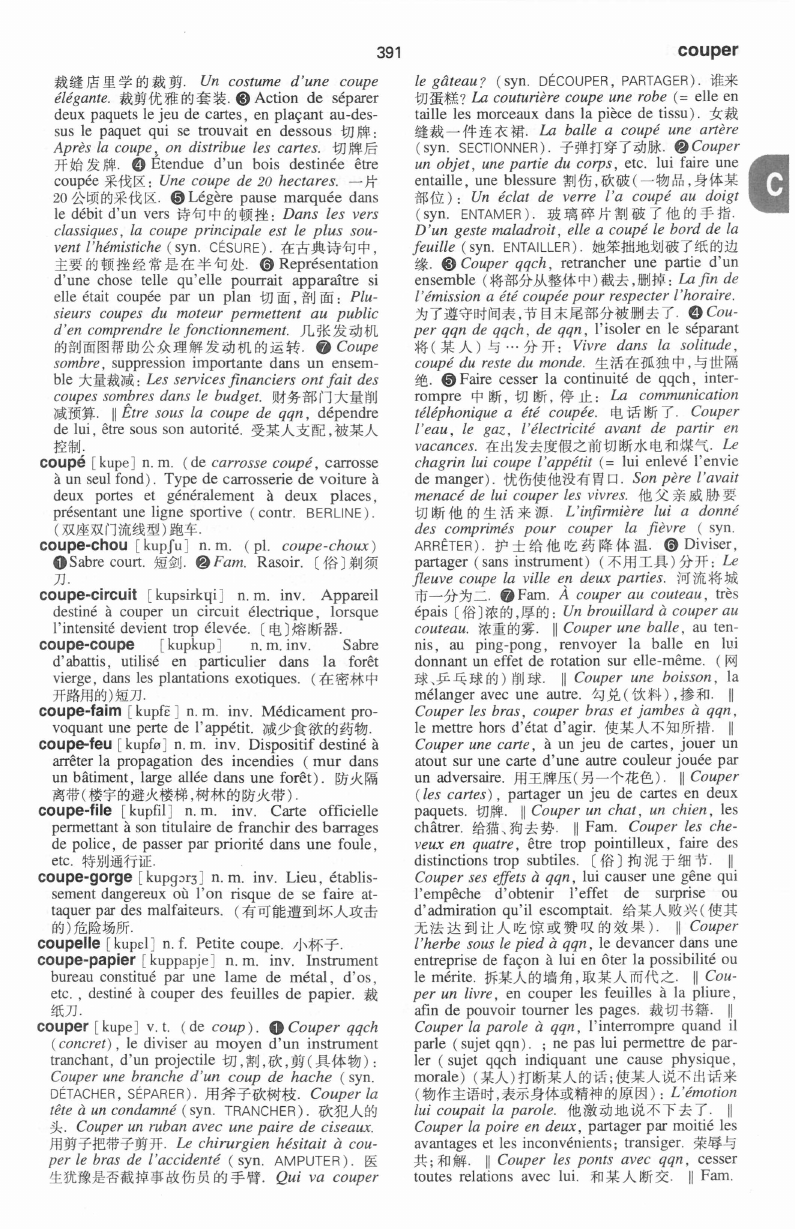 391
couper
裁缝店里学的裁剪. Un costume d'une coupe
élégante. 裁剪优雅的套装. ❸ Action de séparer
deux paquets le jeu de cartes, en plaçant au-des-
sus le paquet qui se trouvait en dessous 切牌:
Après la coupe, on distribue les cartes. 切牌后
开始发牌. ❹ Étendue d'un bois destinée être
coupée 采伐区: Une coupe de 20 hectares. 一片
20 公顷的采伐区. ❺ Légère pause marquée dans
le débit d'un vers 诗句中的顿挫: Dans les vers
classiques, la coupe principale est le plus sou-
vent l'hémistiche (syn. CÉSURE). 在古典诗句中,
主要的顿挫经常是在半句处. ❻ Représentation
d'une chose telle qu'elle pourrait apparaître si
elle était coupée par un plan 切面,剖面: Plu-
sieurs coupes du moteur permettent au public
d'en comprendre le fonctionnement. 几张发动机
的剖面图帮助公众理解发动机的运转. ❼ Coupe
sombre, suppression importante dans un ensem-
ble 大量裁减: Les services financiers ont fait des
coupes sombres dans le budget. 财务部门大量削
减预算. ‖ Être sous la coupe de qqn, dépendre
de lui, être sous son autorité. 受某人支配,被某人
控制.
coupé [kupe] n. m. (de carrosse coupé, carrosse
à un seul fond). Type de carrosserie de voiture à
deux portes et généralement à deux places,
présentant une ligne sportive (contr. BERLINE).
(双座双门流线型)跑车.
coupe-chou [kupʃu] n. m. (pl. coupe-choux)
❶ Sabre court. 短剑. ❷ Fam. Rasoir. 〔俗〕剃须
刀.
coupe-circuit [kupsirkɥi] n. m. inv. Appareil
destiné à couper un circuit électrique, lorsque
l'intensité devient trop élevée. 〔电〕熔断器.
coupe-coupe [kupkup] n. m. inv. Sabre
d'abattis, utilisé en particulier dans la forêt
vierge, dans les plantations exotiques. (在密林中
开路用的)短刀.
coupe-faim [kupfɛ̃] n. m. inv. Médicament pro-
voquant une perte de l'appétit. 减少食欲的药物.
coupe-feu [kupfø] n. m. inv. Dispositif destiné à
arrêter la propagation des incendies (mur dans
un bâtiment, large allée dans une forêt). 防火隔
离带(楼宇的避火楼梯,树林的防火带).
coupe-file [kupfil] n. m. inv. Carte officielle
permettant à son titulaire de franchir des barrages
de police, de passer par priorité dans une foule,
etc. 特别通行证.
coupe-gorge [kupgɔrʒ] n. m. inv. Lieu, établis-
sement dangereux où l'on risque de se faire at-
taquer par des malfaiteurs. (有可能遭到坏人攻击
的)危险场所.
coupelle [kupɛl] n. f. Petite coupe. 小杯子.
coupe-papier [kuppapje] n. m. inv. Instrument
bureau constitué par une lame de métal, d'os,
etc., destiné à couper des feuilles de papier. 裁
纸刀.
couper [kupe] v. t. (de coup). ❶ Couper qqch
(concret), le diviser au moyen d'un instrument
tranchant, d'un projectile 切,割,砍,剪(具体物):
Couper une branche d'un coup de hache (syn.
DÉTACHER, SÉPARER). 用斧子砍树枝. Couper la
tête à un condamné (syn. TRANCHER). 砍犯人的
头. Couper un ruban avec une paire de ciseaux.
用剪子把带子剪开. Le chirurgien hésitait à cou-
per le bras de l'accidenté (syn. AMPUTER). 医
生犹豫是否截掉事故伤员的手臂. Qui va couper
le gâteau? (syn. DÉCOUPER, PARTAGER). 谁来
切蛋糕? La couturière coupe une robe (= elle en
taille les morceaux dans la pièce de tissu). 女裁
缝裁一件连衣裙. La balle a coupé une artère
(syn. SECTIONNER). 子弹打穿了动脉. ❷ Couper
un objet, une partie du corps, etc. lui faire une
entaille, une blessure 割伤,砍破(一物品,身体某
部位): Un éclat de verre l'a coupé au doigt
(syn. ENTAMER). 玻璃碎片割破了他的手指.
D'un geste maladroit, elle a coupé le bord de la
feuille (syn. ENTAILLER). 她笨拙地划破了纸的边
缘. ❸ Couper qqch, retrancher une partie d'un
ensemble (将部分从整体中)截去,删掉: La fin de
l'émission a été coupée pour respecter l'horaire.
为了遵守时间表,节目末尾部分被删去了. ❹ Cou-
per qqn de qqch, de qqn, l'isoler en le séparant
将(某人)与…分开: Vivre dans la solitude,
coupé du reste du monde. 生活在孤独中,与世隔
绝. ❺ Faire cesser la continuité de qqch, inter-
rompre 中断, 切断, 停止: La communication
téléphonique a été coupée. 电话断了. Couper
l'eau, le gaz, l'électricité avant de partir en
vacances. 在出发去度假之前切断水电和煤气. Le
chagrin lui coupe l'appétit (= lui enlevé l'envie
de manger). 忧伤使他没有胃口. Son père l'avait
menacé de lui couper les vivres. 他父亲威胁要
切断他的生活来源. L'infirmière lui a donné
des comprimés pour couper la fièvre (syn.
ARRÊTER). 护士给他吃药降体温. ❻ Diviser,
partager (sans instrument) (不用工具)分开: Le
fleuve coupe la ville en deux parties. 河流将城
市一分为二. ❼ Fam. À couper au couteau, très
épais〔俗〕浓的,厚的: Un brouillard à couper au
couteau. 浓重的雾. ‖ Couper une balle, au ten-
nis, au ping-pong, renvoyer la balle en lui
donnant un effet de rotation sur elle-même. (网
球、乒乓球的)削球. ‖ Couper une boisson, la
mélanger avec une autre. 勾兑(饮料),掺和. ‖
Couper les bras, couper bras et jambes à qqn,
le mettre hors d'état d'agir. 使某人不知所措. ‖
Couper une carte, à un jeu de cartes, jouer un
atout sur une carte d'une autre couleur jouée par
un adversaire. 用王牌压(另一个花色). ‖ Couper
(les cartes), partager un jeu de cartes en deux
paquets. 切牌. ‖ Couper un chat, un chien, les
châtrer. 给猫、狗去势. ‖ Fam. Couper les che-
veux en quatre, être trop pointilleux, faire des
distinctions trop subtiles. 〔俗〕拘泥于细节. ‖
Couper ses effets à qqn, lui causer une gêne qui
l'empêche d'obtenir l'effet de surprise ou
d'admiration qu'il escomptait. 给某人败兴(使其
无法达到让人吃惊或赞叹的效果). ‖ Couper
l'herbe sous le pied à qqn, le devancer dans une
entreprise de façon à lui en ôter la possibilité ou
le mérite. 拆某人的墙角,取某人而代之. ‖ Cou-
per un livre, en couper les feuilles à la pliure,
afin de pouvoir tourner les pages. 裁切书籍. ‖
Couper la parole à qqn, l'interrompre quand il
parle (sujet qqn). ; ne pas lui permettre de par-
ler (sujet qqch indiquant une cause physique,
morale) (某人)打断某人的话;使某人说不出话来
(物作主语时,表示身体或精神的原因): L'émotion
lui coupait la parole. 他激动地说不下去了. ‖
Couper la poire en deux, partager par moitié les
avantages et les inconvénients; transiger. 荣辱与
共;和解. ‖ Couper les ponts avec qqn, cesser
toutes relations avec lui. 和某人断交. ‖ Fam.
C